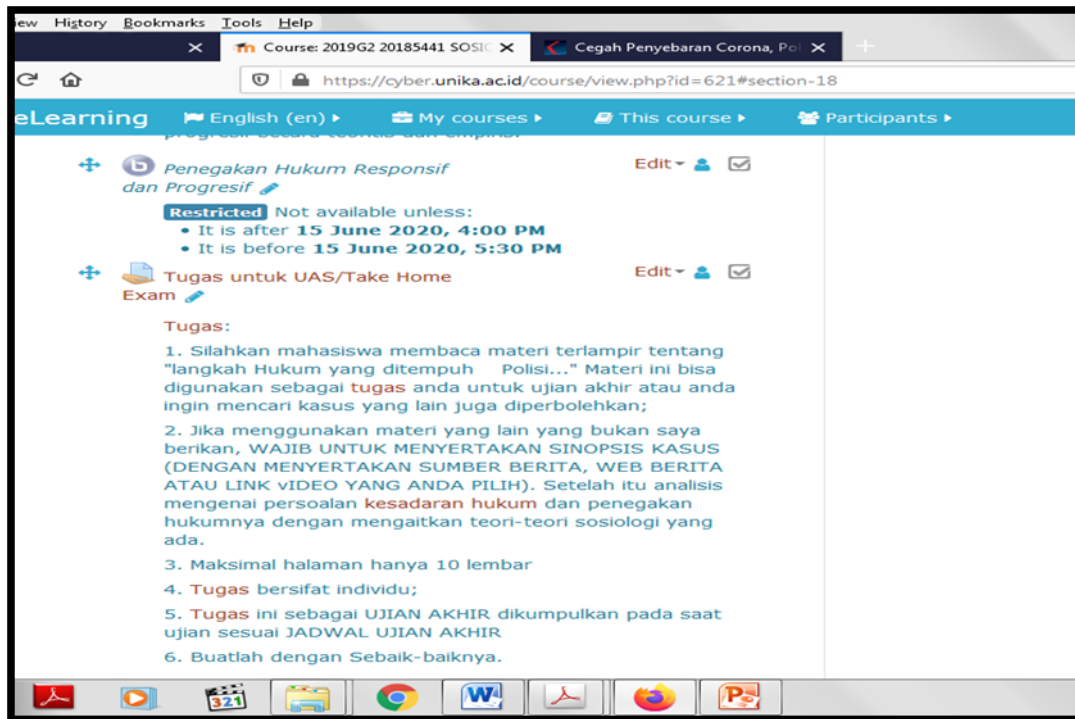 iew History Bookmarks Tools Help
Course: 2019G2 20185441 SOSIC
Cegah Penyebaran Corona, Pol
https://cyber.unika.ac.id/course/view.php?id=621#section-18
eLearning English (en) My courses This course Participants
progresif secara teoritis dan empiris.
Penegakan Hukum Responsif Edit
dan Progresif
Restricted Not available unless:
• It is after 15 June 2020, 4:00 PM
• It is before 15 June 2020, 5:30 PM
Tugas untuk UAS/Take Home Edit
Exam
Tugas:
1. Silahkan mahasiswa membaca materi terlampir tentang
"langkah Hukum yang ditempuh Polisi..." Materi ini bisa
digunakan sebagai tugas anda untuk ujian akhir atau anda
ingin mencari kasus yang lain juga diperbolehkan;
2. Jika menggunakan materi yang lain yang bukan saya
berikan, WAJIB UNTUK MENYERTAKAN SINOPSIS KASUS
(DENGAN MENYERTAKAN SUMBER BERITA, WEB BERITA
ATAU LINK vIDEO YANG ANDA PILIH). Setelah itu analisis
mengenai persoalan kesadaran hukum dan penegakan
hukumnya dengan mengaitkan teori-teori sosiologi yang
ada.
3. Maksimal halaman hanya 10 lembar
4. Tugas bersifat individu;
5. Tugas ini sebagai UJIAN AKHIR dikumpulkan pada saat
ujian sesuai JADWAL UJIAN AKHIR
6. Buatlah dengan Sebaik-baiknya.
321